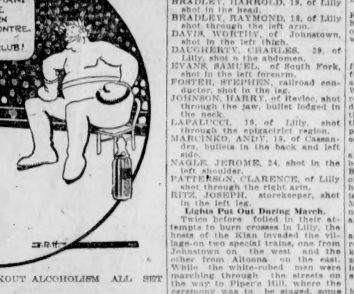 MAN.
E
EN
ONTRE.
CLUB!
J.R.H.
KOUT ALCOHOLISM ALL SET
BRADLEY, HARROLD, 19, of Lilly
shot in the head.
BRADLEY, RAYMOND, 18, of Lilly
shot through the left arm.
DAVIS, WORTHY, of Johnstown,
shot in the left thigh.
DAUGHERTY, CHARLES, 29, of
Lilly, shot n the abdomen.
EVANS, SAMUEL, of South Fork,
shot in the left forearm.
FOSTER, STEPHEN, railroad con-
ductor, shot in the leg.
JOHNSON, HARRY, of Revloc, shot
through the jaw, bullet lodged in
the neck.
LAPALUCCI, 19, of Lilly, shot
through the epigactrict region.
MARCINKO, ANDY, 18, of Cassan-
dra, bullets in the back and left
side.
NAGLE, JEROME, 24, shot in the
left shoulder.
PATTERSON, CLARENCE, of Lilly
shot through the right arm.
RITZ, JOSEPH, storekeeper, shot
in the left leg.
Lights Put Out During March.
Twice before foiled in their at-
tempts to burn crosses in Lilly, the
hosts of the Klan invaded the vil-
lage on two special trains, one from
Johnstown on the west and the
other from Altoona on the east.
While the white-robed men were
marching through the streets on
the way to Piper's Hill, where the
ceremony was to be staged, some